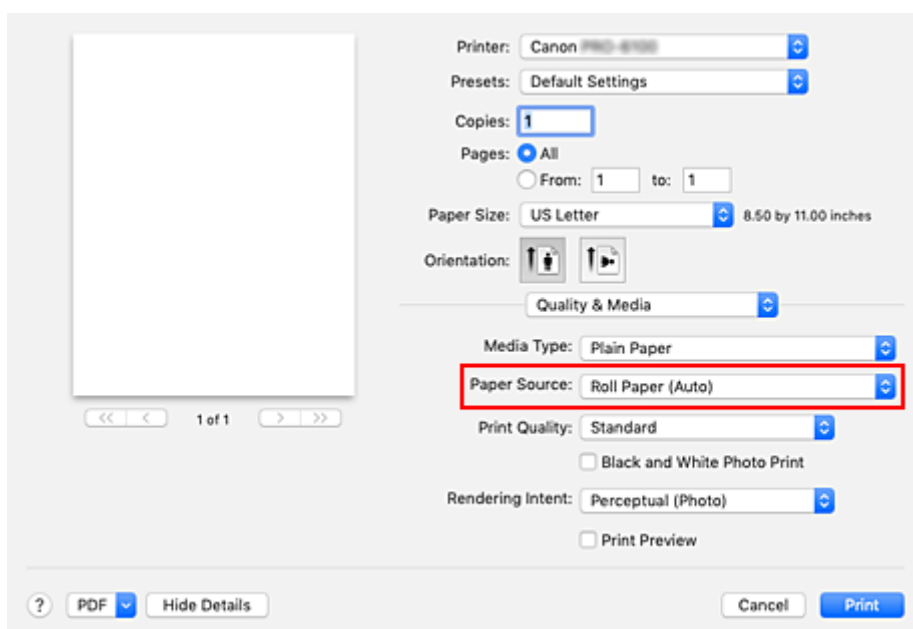 Printer: Canon
Presets: Default Settings
Copies: 1
Pages: All
From: 1 to: 1
Paper Size: US Letter 8.50 by 11.00 inches
Orientation:
Quality & Media
Media Type: Plain Paper
Paper Source: Roll Paper (Auto)
<< < 1 of 1 > >>
Print Quality: Standard
Black and White Photo Print
Rendering Intent: Perceptual (Photo)
Print Preview
? PDF Hide Details Cancel Print